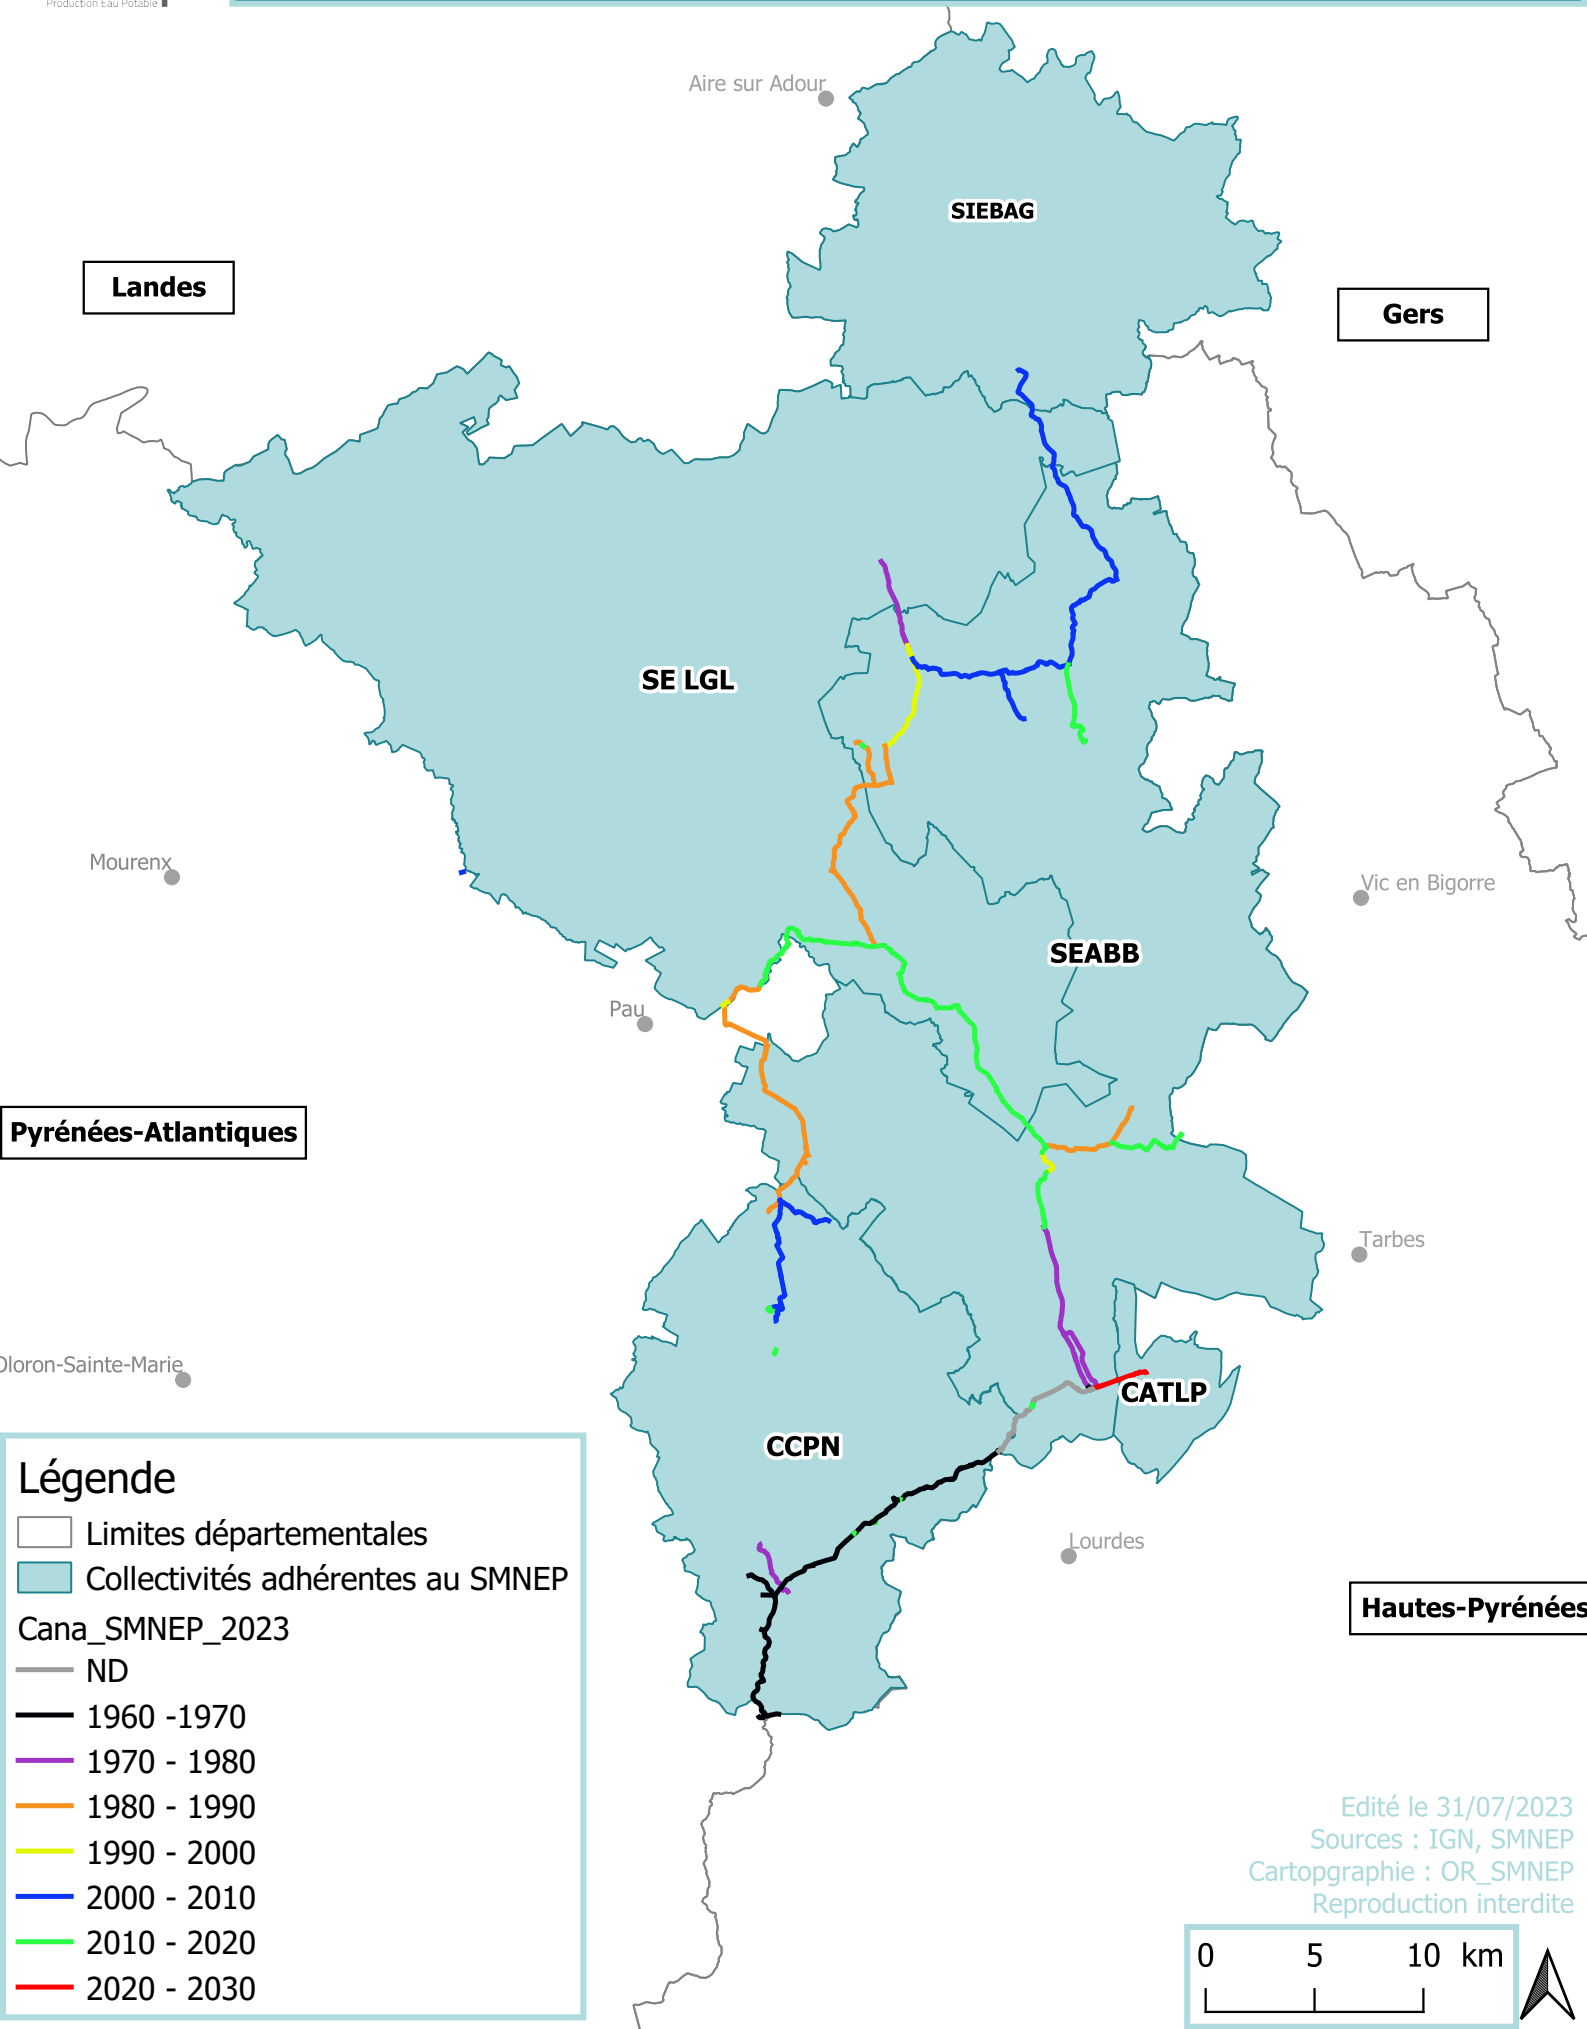 Production Eau Potable
Aire sur Adour
SIEBAG
Landes
Gers
SE LGL
Mourenx
Vic en Bigorre
SEABB
Pau
Pyrénées-Atlantiques
Tarbes
Oloron-Sainte-Marie
CATLP
CCPN
Lourdes
Hautes-Pyrénées
Légende
Limites départementales
Collectivités adhérentes au SMNEP
Cana_SMNEP_2023
ND
1960 -1970
1970 - 1980
1980 - 1990
1990 - 2000
2000 - 2010
2010 - 2020
2020 - 2030
Edité le 31/07/2023
Sources : IGN, SMNEP
Cartopgraphie : OR_SMNEP
Reproduction interdite
0 5 10 km